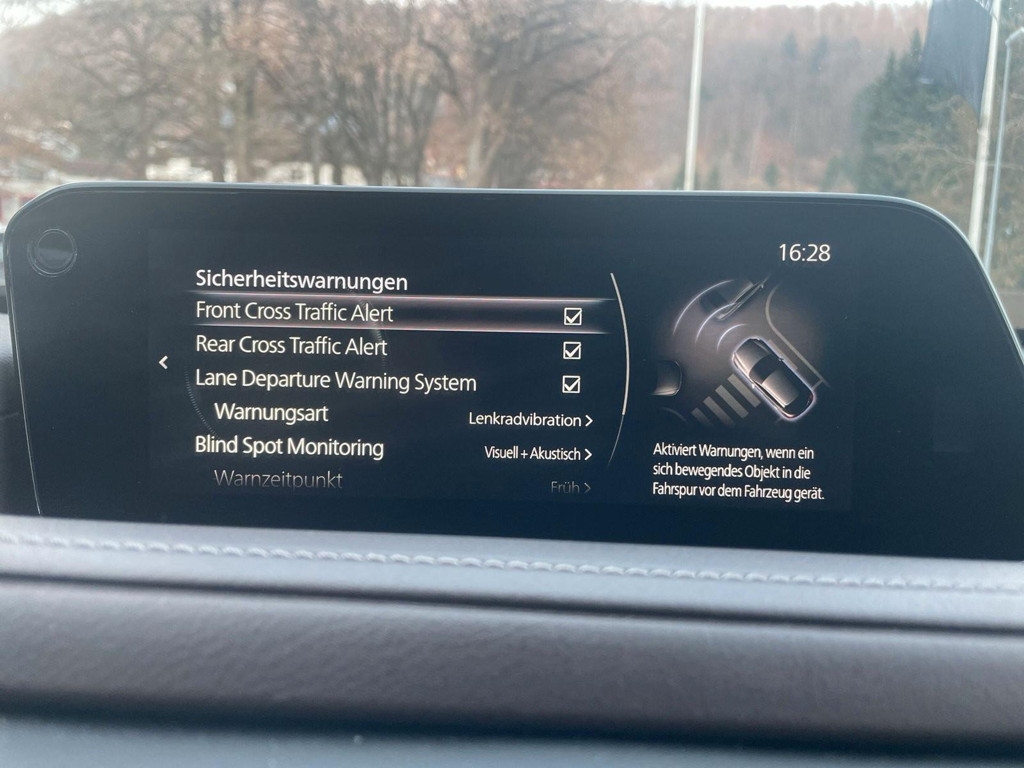 16:28
Sicherheitswarnungen
Front Cross Traffic Alert
Rear Cross Traffic Alert
Lane Departure Warning System
Warnungsart Lenkradvibration >
Blind Spot Monitoring Visuell + Akustisch >
Warnzeitpunkt Früh >
Aktiviert Warnungen, wenn ein
sich bewegendes Objekt in die
Fahrspur vor dem Fahrzeug gerät.